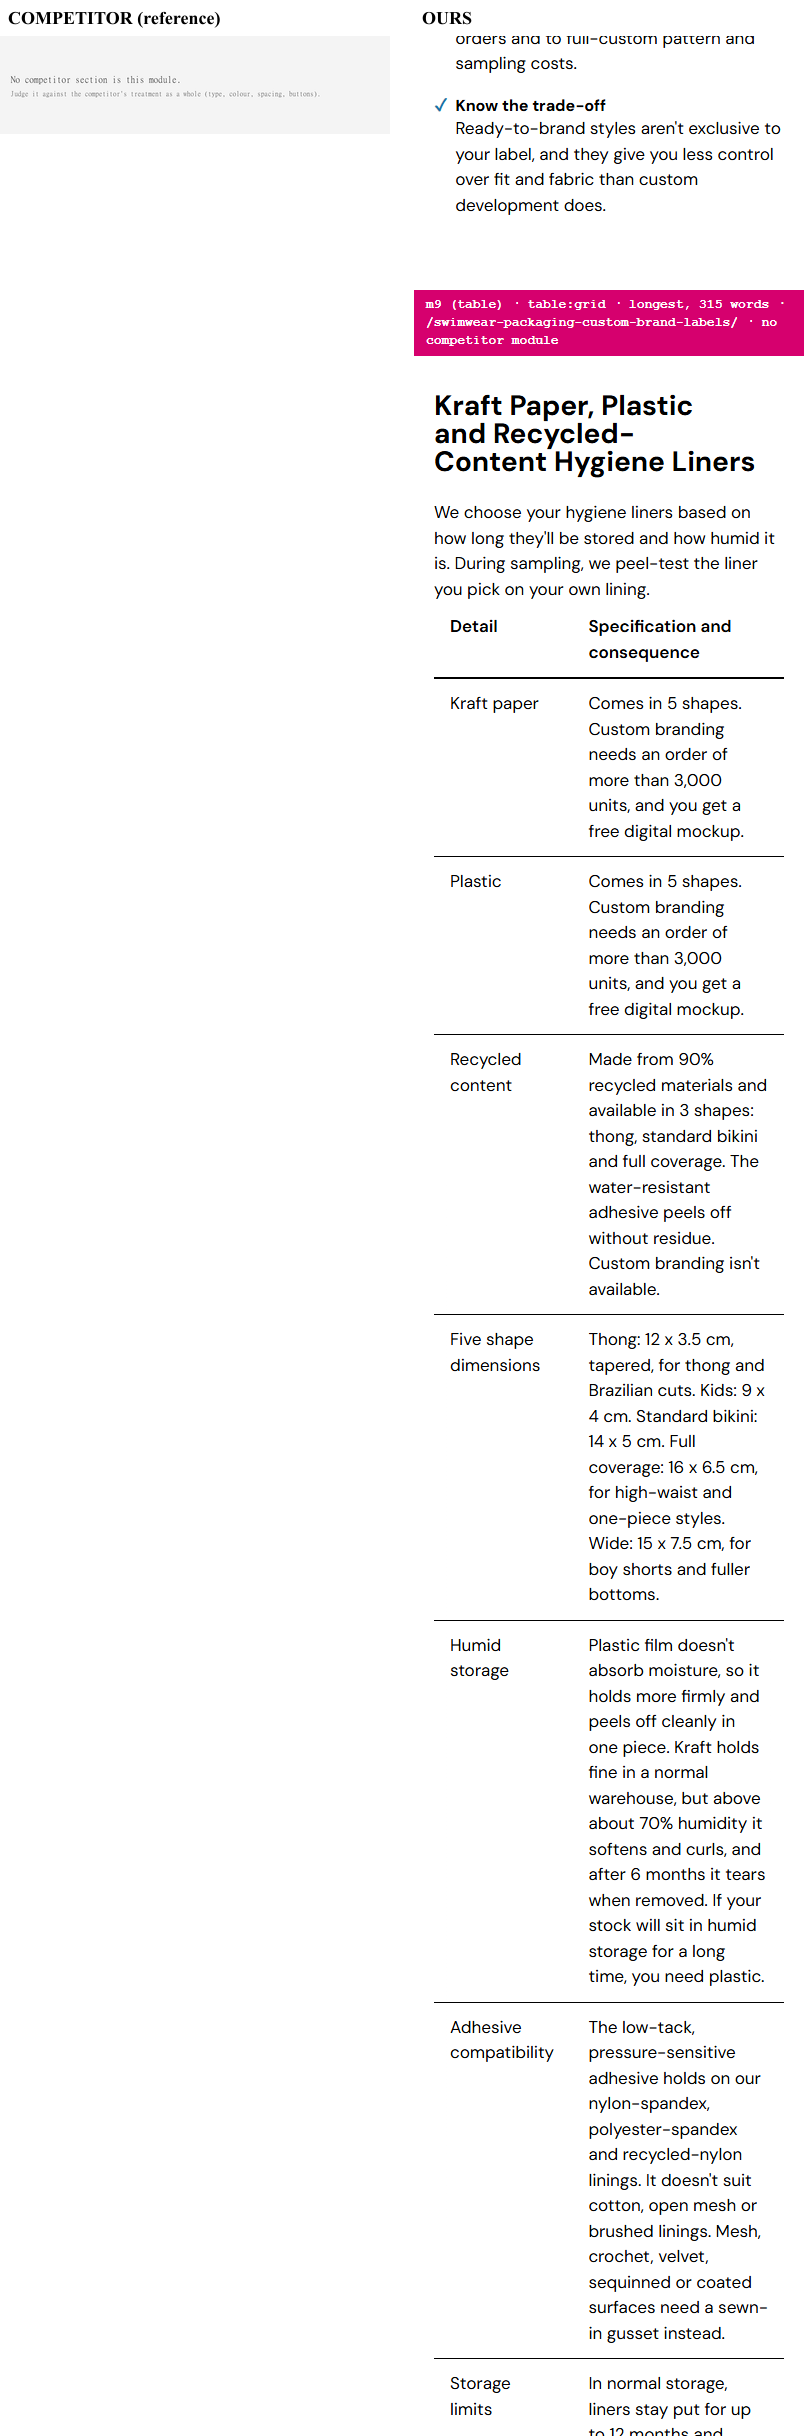 COMPETITOR (reference)
No competitor section is this module.
Judge it against the competitor's treatment as a whole (type, colour, spacing, buttons).
OURS
orders and to full-custom pattern and
sampling costs.
✓ Know the trade-off
Ready-to-brand styles aren't exclusive to
your label, and they give you less control
over fit and fabric than custom
development does.
m9 (table) · table:grid · longest, 315 words ·
/swimwear-packaging-custom-brand-labels/ · no
competitor module
Kraft Paper, Plastic
and Recycled-
Content Hygiene Liners
We choose your hygiene liners based on
how long they'll be stored and how humid it
is. During sampling, we peel-test the liner
you pick on your own lining.
Detail
Specification and
consequence
Kraft paper
Comes in 5 shapes.
Custom branding
needs an order of
more than 3,000
units, and you get a
free digital mockup.
Plastic
Comes in 5 shapes.
Custom branding
needs an order of
more than 3,000
units, and you get a
free digital mockup.
Recycled
content
Made from 90%
recycled materials and
available in 3 shapes:
thong, standard bikini
and full coverage. The
water-resistant
adhesive peels off
without residue.
Custom branding isn't
available.
Five shape
dimensions
Thong: 12 x 3.5 cm,
tapered, for thong and
Brazilian cuts. Kids: 9 x
4 cm. Standard bikini:
14 x 5 cm. Full
coverage: 16 x 6.5 cm,
for high-waist and
one-piece styles.
Wide: 15 x 7.5 cm, for
boy shorts and fuller
bottoms.
Humid
storage
Plastic film doesn't
absorb moisture, so it
holds more firmly and
peels off cleanly in
one piece. Kraft holds
fine in a normal
warehouse, but above
about 70% humidity it
softens and curls, and
after 6 months it tears
when removed. If your
stock will sit in humid
storage for a long
time, you need plastic.
Adhesive
compatibility
The low-tack,
pressure-sensitive
adhesive holds on our
nylon-spandex,
polyester-spandex
and recycled-nylon
linings. It doesn't suit
cotton, open mesh or
brushed linings. Mesh,
crochet, velvet,
sequinned or coated
surfaces need a sewn-
in gusset instead.
Storage
limits
In normal storage,
liners stay put for up
to 12 months and